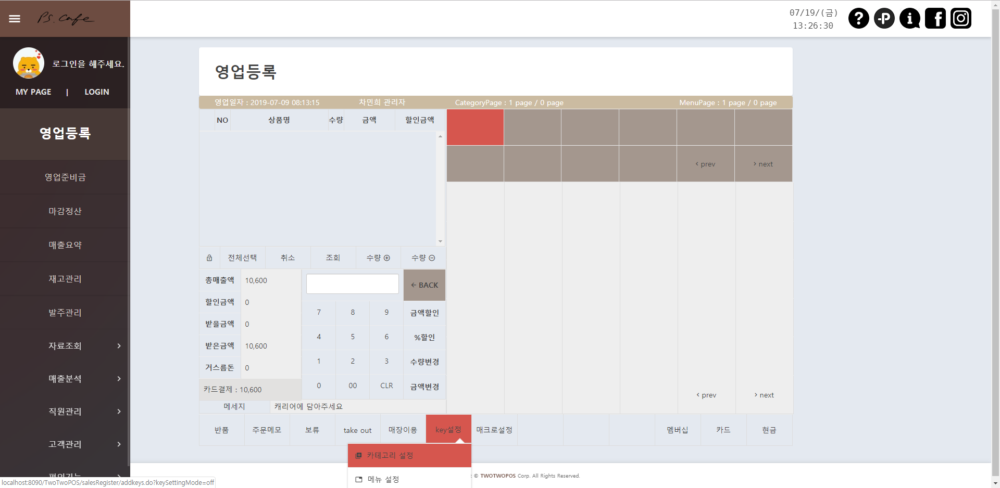 P.S. Cafe
07/19/(금)
13:26:30
로그인을 해주세요.
MY PAGE | LOGIN
영업등록
영업준비금
마감정산
매출요약
재고관리
발주관리
자료조회
매출분석
직원관리
고객관리
편의기능
영업등록
영업일자 : 2019-07-09 08:13:15 차민희 관리자 CategoryPage : 1 page / 0 page MenuPage : 1 page / 0 page
NO 상품명 수량 금액 할인금액
prev next
전체선택 취소 조회 수량 수량
총매출액 10,600
할인금액 0
받을금액 0
받은금액 10,600
거스름돈 0
카드결제 : 10,600
BACK
7 8 9 금액할인
4 5 6 %할인
1 2 3 수량변경
0 00 CLR 금액변경
prev next
메세지 캐리어에 담아주세요
반품 주문메모 보류 take out 매장이용 key설정 매크로설정 멤버십 카드 현금
카테고리 설정
메뉴 설정
© TWOTWOPOS Corp. All Rights Reserved.
localhost:8090/TwoTwoPOS/salesRegister/addkeys.do?keySettingMode=off